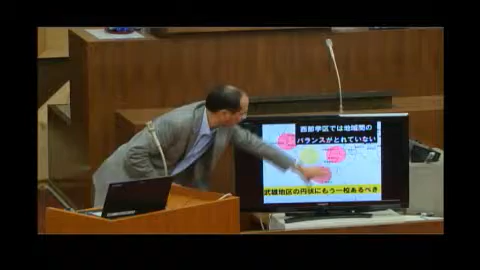 西部学区では地域間の
バランスがとれていない
武雄地区の円状にもう一校あるべき